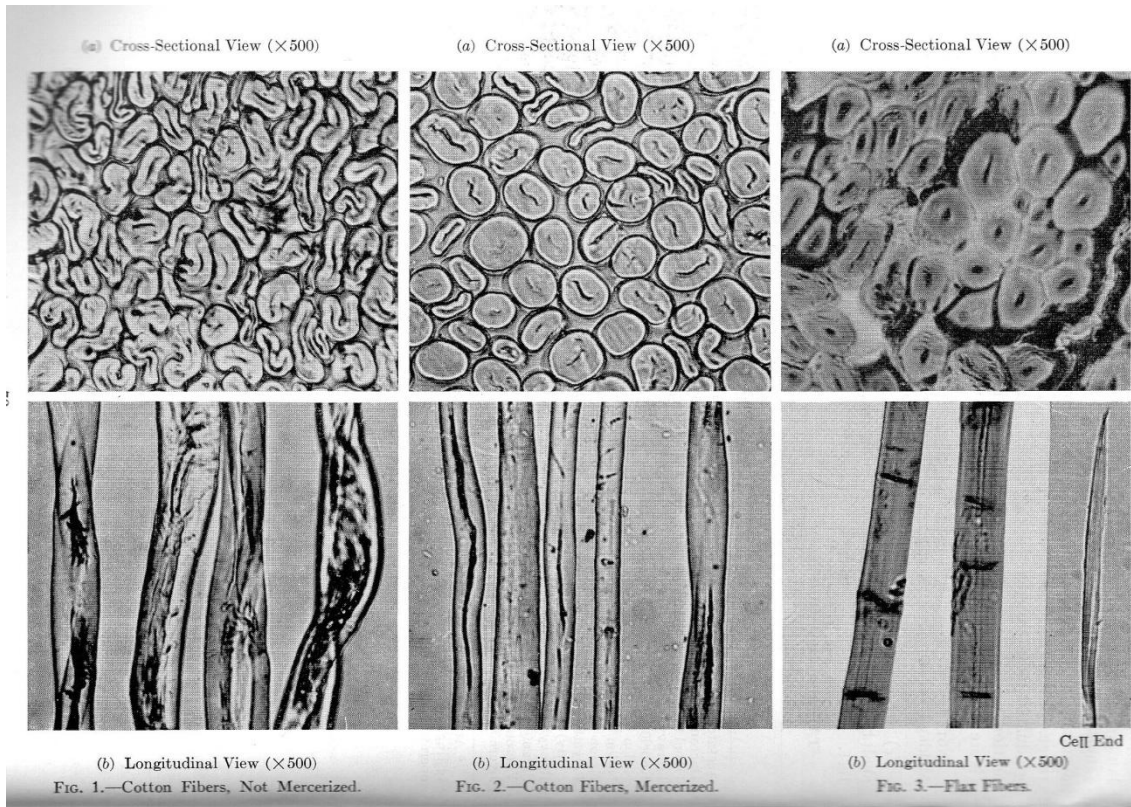 (a) Cross-Sectional View (×500)
(a) Cross-Sectional View (×500)
(a) Cross-Sectional View (×500)
Cell End
(b) Longitudinal View (×500)
(b) Longitudinal View (×500)
(b) Longitudinal View (×500)
FIG. 1.—Cotton Fibers, Not Mercerized.
FIG. 2.—Cotton Fibers, Mercerized.
FIG. 3.—Flax Fibers.